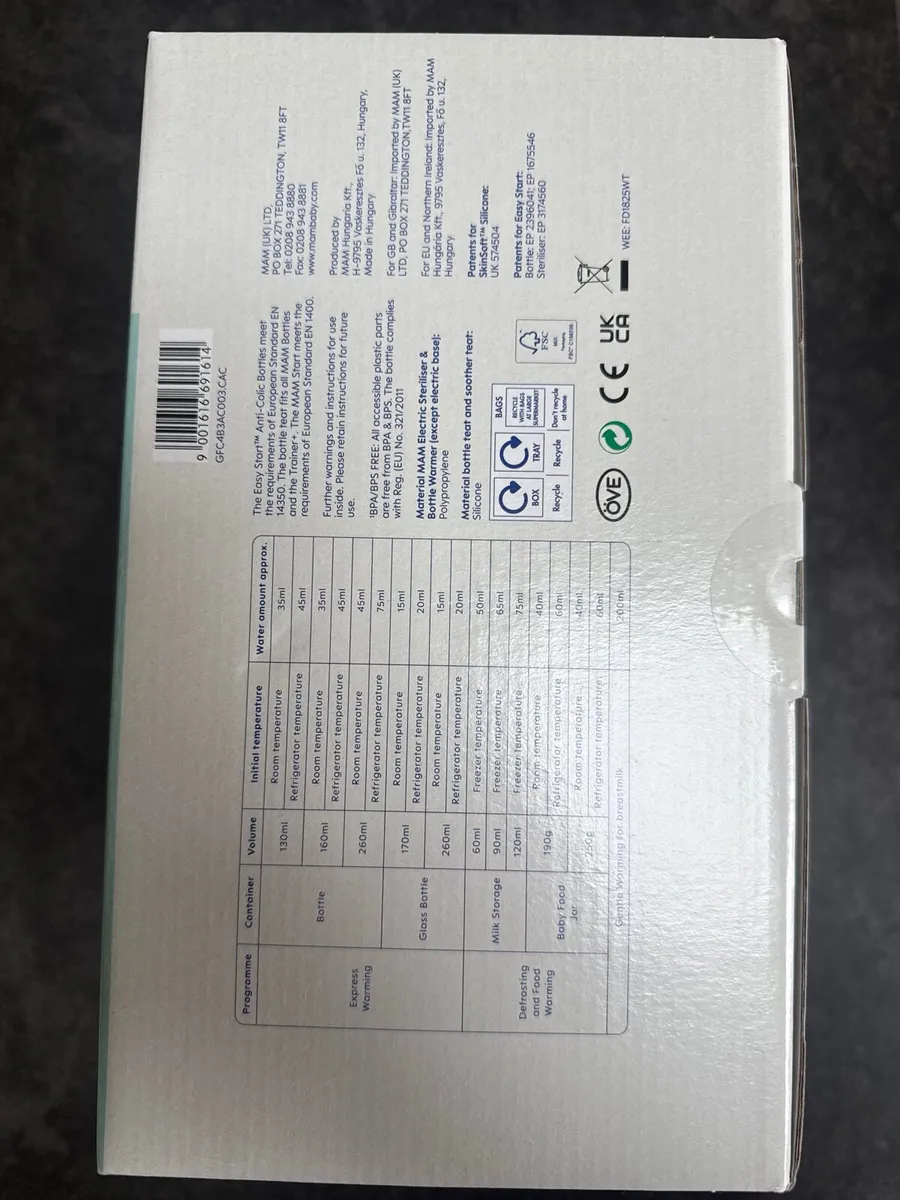 Programme Container Volume Initial temperature Water amount approx.
Express Warming Bottle 130ml Room temperature 35ml
Refrigerator temperature 45ml
160ml Room temperature 35ml
Refrigerator temperature 45ml
260ml Room temperature 45ml
Refrigerator temperature 75ml
Glass Bottle 170ml Room temperature 15ml
Refrigerator temperature 20ml
260ml Room temperature 15ml
Refrigerator temperature 20ml
Defrosting and Food Warming Milk Storage 60ml Freezer temperature 50ml
90ml Freezer temperature 65ml
120ml Freezer temperature 75ml
Baby Food Jar 190g Room temperature 40ml
Refrigerator temperature 60ml
250g Room temperature 40ml
Refrigerator temperature 60ml
Gentle Warming for breastmilk 200ml
9 001616 691614
GFC4B3AC003.CAC
The Easy Start™ Anti-Colic Bottles meet
the requirements of European Standard EN
14350. The bottle teat fits all MAM Bottles
and the Trainer+. The MAM Start meets the
requirements of European Standard EN 1400.
Further warnings and instructions for use
inside. Please retain instructions for future
use.
¹BPA/BPS FREE: All accessible plastic parts
are free from BPA & BPS. The bottle complies
with Reg. (EU) No. 321/2011
Material MAM Electric Steriliser &
Bottle Warmer (except electric base):
Polypropylene
Material bottle teat and soother teat:
Silicone
BOX
Recycle
TRAY
Recycle
BAGS
RECYCLE
WITH BAGS
AT LARGE
SUPERMARKET
Don't recycle
at home
FSC
MIX
ÖVE
CE
UK
CA
MAM (UK) LTD,
PO BOX 271 TEDDINGTON, TW11 8FT
Tel: 0208 943 8880
Fax: 0208 943 8881
www.mambaby.com
Produced by
MAM Hungaria Kft.,
H-9795 Vaskeresztes Fő u. 132, Hungary,
Made in Hungary
For GB and Gibraltar: Imported by MAM (UK)
LTD, PO BOX 271 TEDDINGTON,TW11 8FT
For EU and Northern Ireland: Imported by MAM
Hungária Kft., 9795 Vaskeresztes, Fő u. 132,
Hungary
Patents for
SkinSoft™ Silicone:
UK 574504
Patents for Easy Start:
Bottle: EP 2396041; EP 1675546
Steriliser: EP 3174560
WEE: FD1825WT